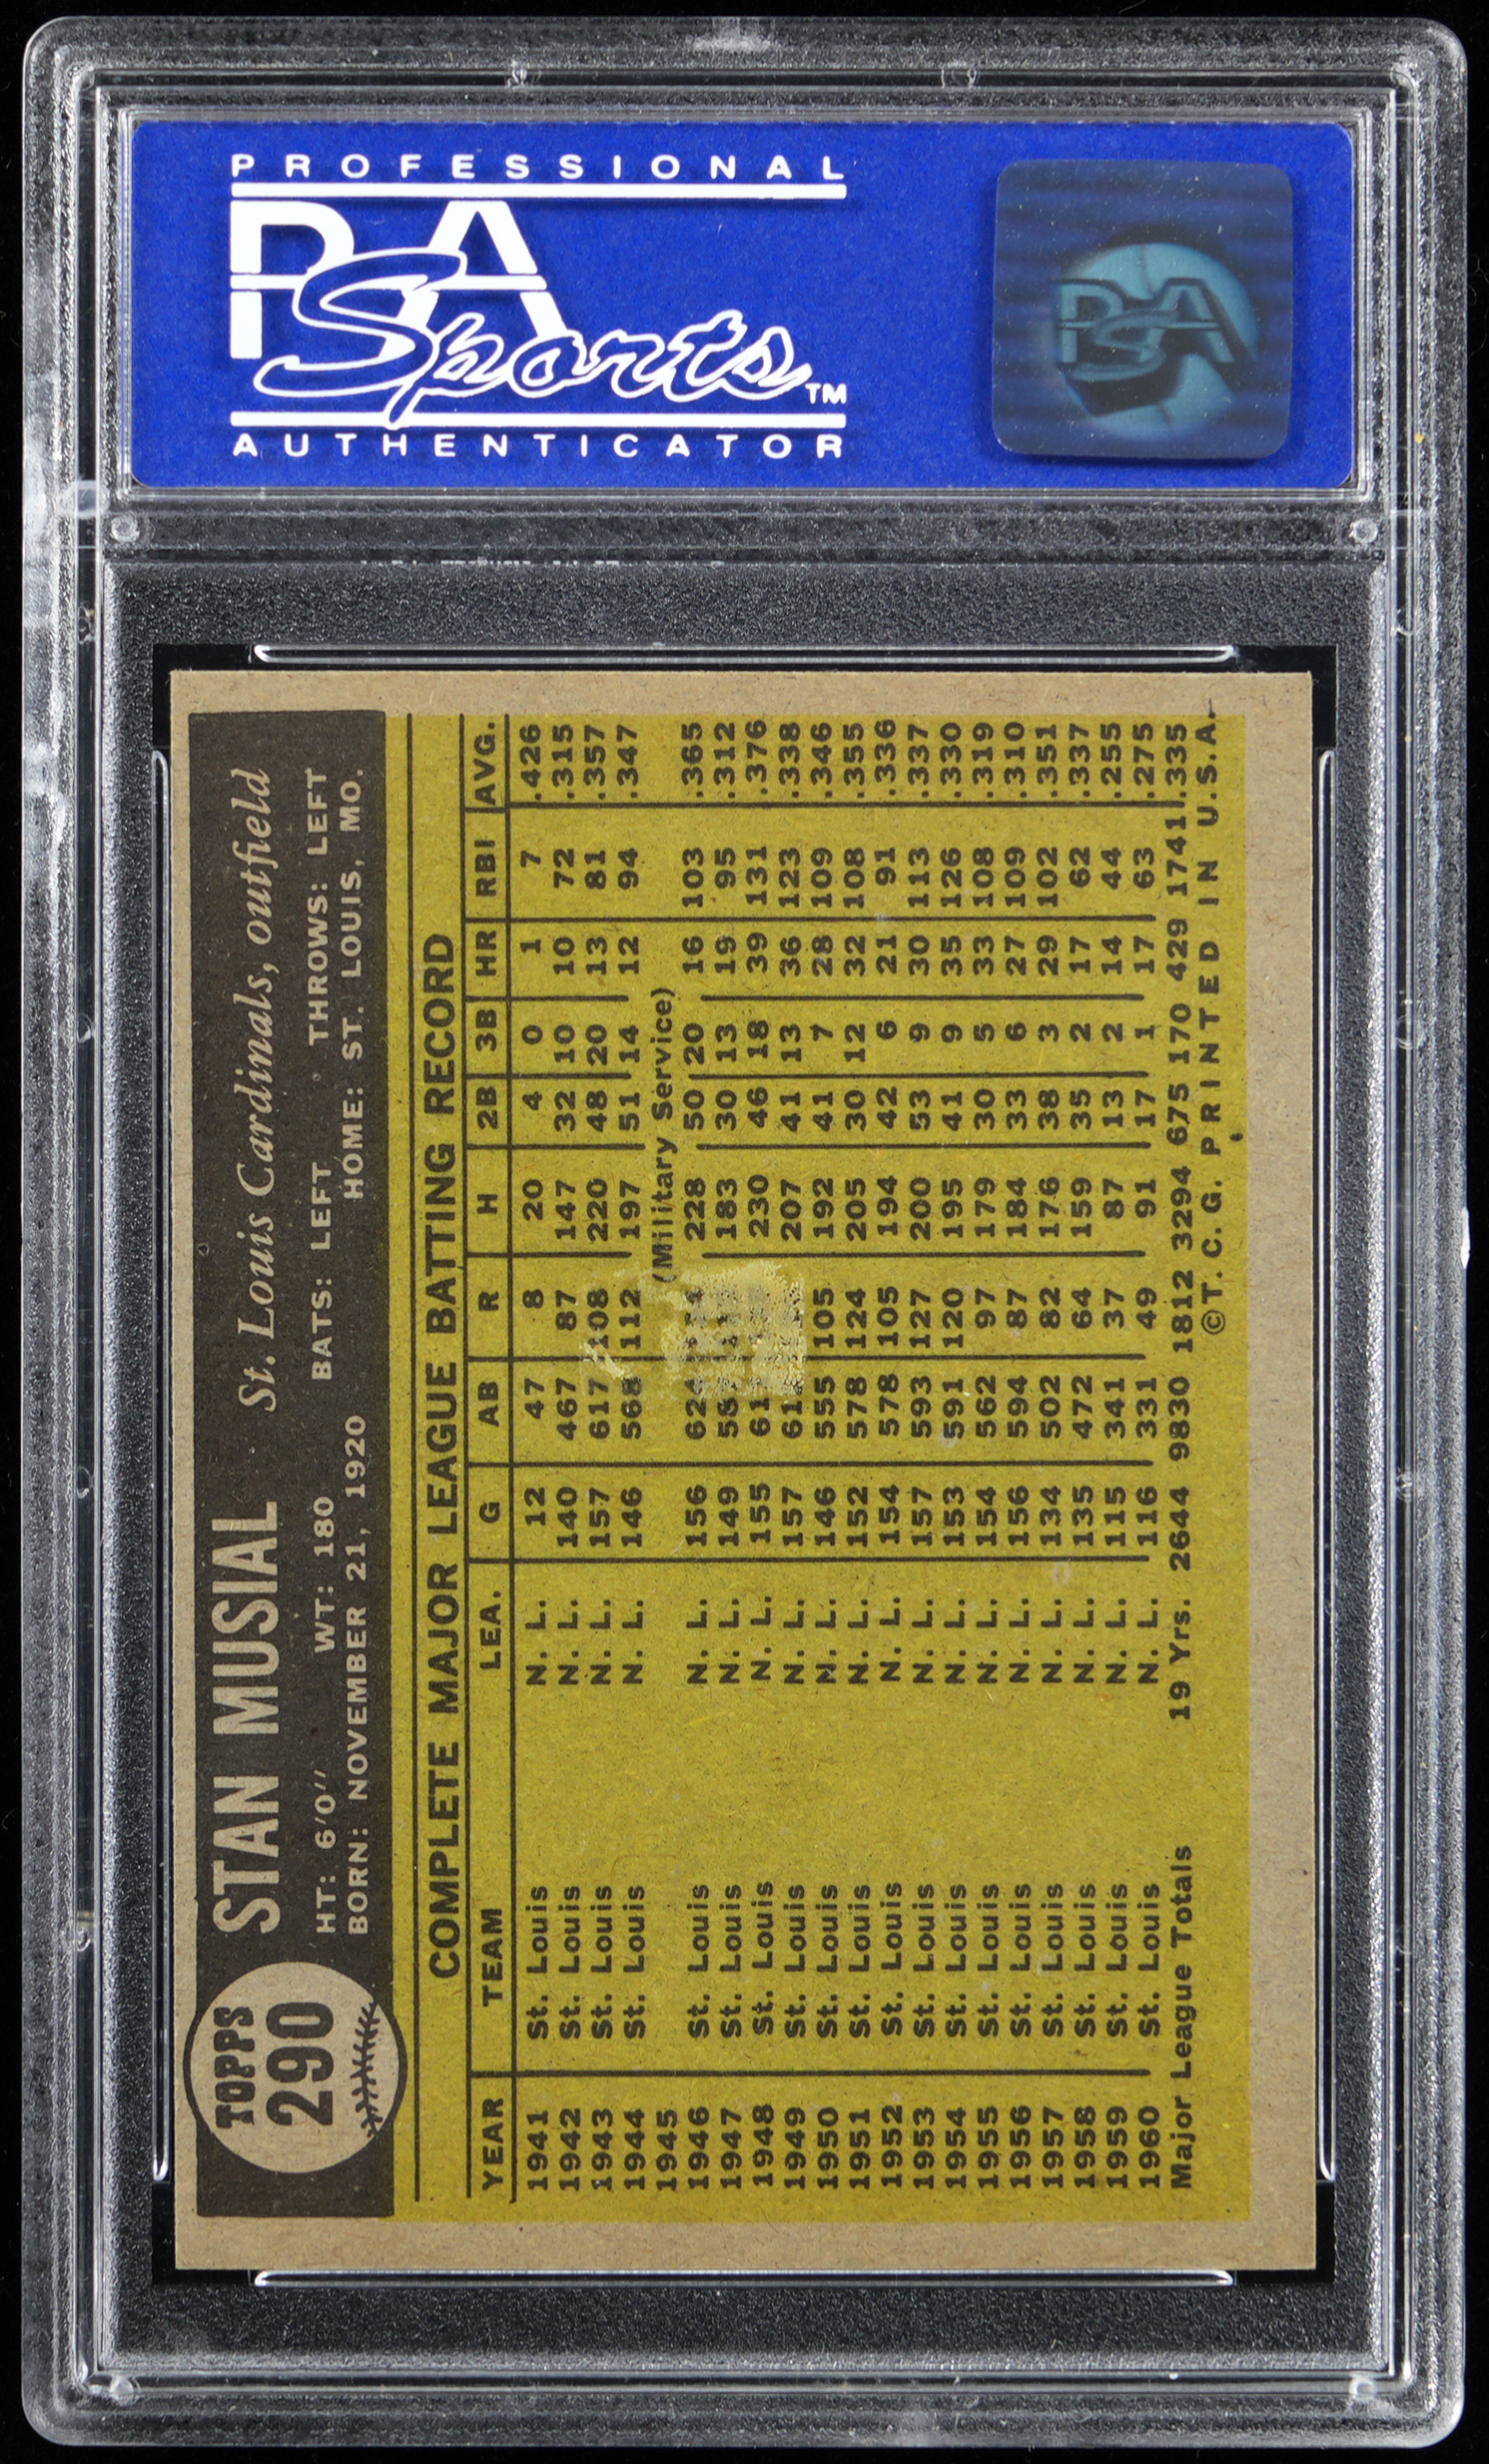 PROFESSIONAL
PSA
Sports™
AUTHENTICATOR
PSA
TOPPS
290
STAN MUSIAL St. Louis Cardinals, outfield
HT: 6'0" WT: 180 BATS: LEFT THROWS: LEFT
BORN: NOVEMBER 21, 1920 HOME: ST. LOUIS, MO.
COMPLETE MAJOR LEAGUE BATTING RECORD
YEAR TEAM LEA. G AB R H 2B 3B HR RBI AVG.
1941 St. Louis N. L. 12 47 8 20 4 0 1 7 .426
1942 St. Louis N. L. 140 467 87 147 32 10 10 72 .315
1943 St. Louis N. L. 157 617 108 220 48 20 13 81 .357
1944 St. Louis N. L. 146 568 112 197 51 14 12 94 .347
1945 (Military Service)
1946 St. Louis N. L. 156 624 228 50 20 16 103 .365
1947 St. Louis N. L. 149 183 30 13 19 95 .312
1948 St. Louis N. L. 155 230 46 18 39 131 .376
1949 St. Louis N. L. 157 207 41 13 36 123 .338
1950 St. Louis N. L. 146 555 105 192 41 7 28 109 .346
1951 St. Louis N. L. 152 578 124 205 30 12 32 108 .355
1952 St. Louis N. L. 154 578 105 194 42 6 21 91 .336
1953 St. Louis N. L. 157 593 127 200 53 9 30 113 .337
1954 St. Louis N. L. 153 591 120 195 41 9 35 126 .330
1955 St. Louis N. L. 154 562 97 179 30 5 33 108 .319
1956 St. Louis N. L. 156 594 87 184 33 6 27 109 .310
1957 St. Louis N. L. 134 502 82 176 38 3 29 102 .351
1958 St. Louis N. L. 135 472 64 159 35 2 17 62 .337
1959 St. Louis N. L. 115 341 37 87 13 2 14 44 .255
1960 St. Louis N. L. 116 331 49 91 17 1 17 63 .275
Major League Totals 19 Yrs. 2644 9830 1812 3294 675 170 429 1741 .335
©T.C.G. PRINTED IN U.S.A.